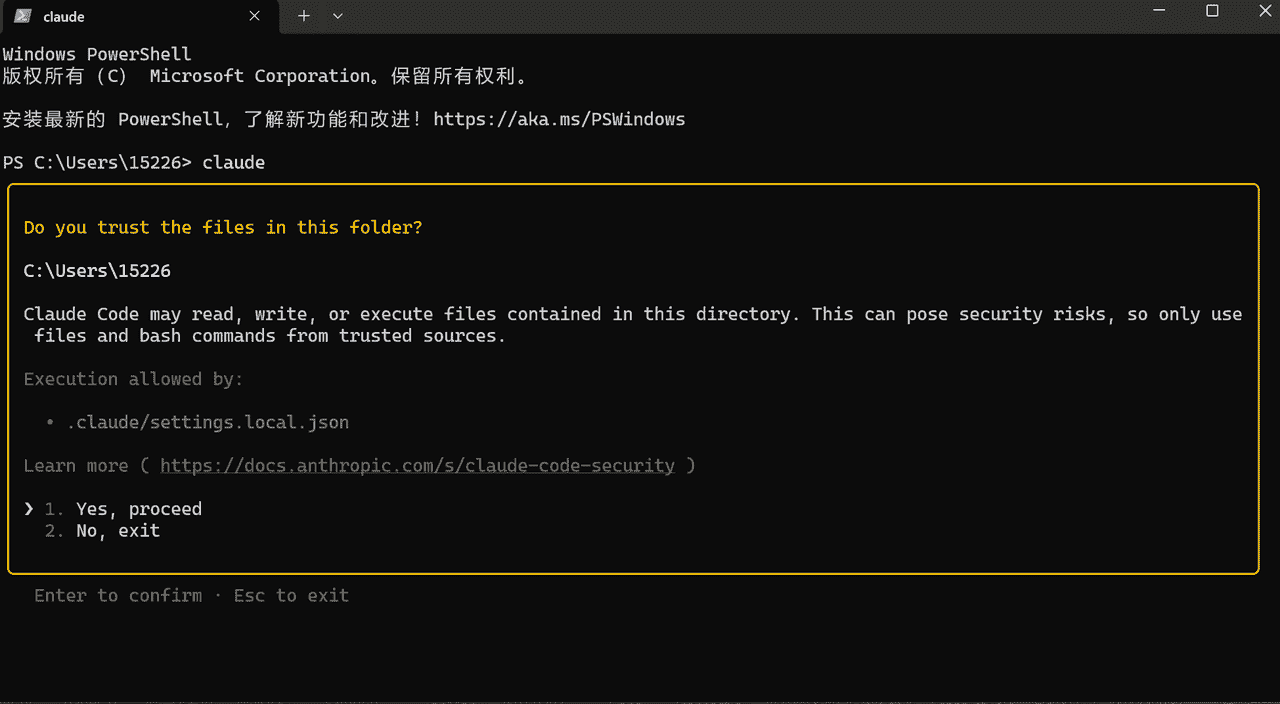 claude
Windows PowerShell
版权所有 (C)  Microsoft Corporation。保留所有权利。
安装最新的 PowerShell，了解新功能和改进！https://aka.ms/PSWindows
PS C:\Users\15226> claude
Do you trust the files in this folder?
C:\Users\15226
Claude Code may read, write, or execute files contained in this directory. This can pose security risks, so only use
files and bash commands from trusted sources.
Execution allowed by:
• .claude/settings.local.json
Learn more ( https://docs.anthropic.com/s/claude-code-security )
❯ 1. Yes, proceed
2. No, exit
Enter to confirm · Esc to exit